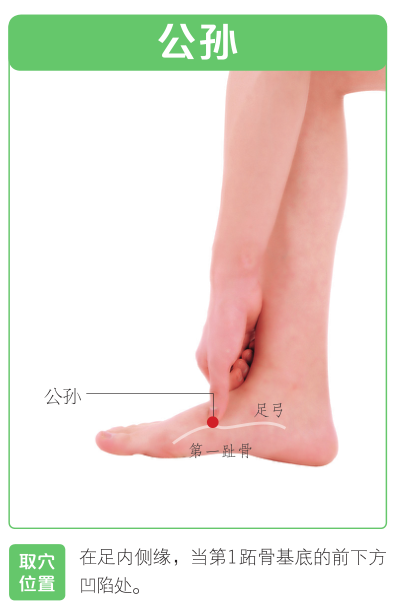 公孙
公孙
足弓
第一趾骨
取穴
位置
在足内侧缘，当第1跖骨基底的前下方
凹陷处。